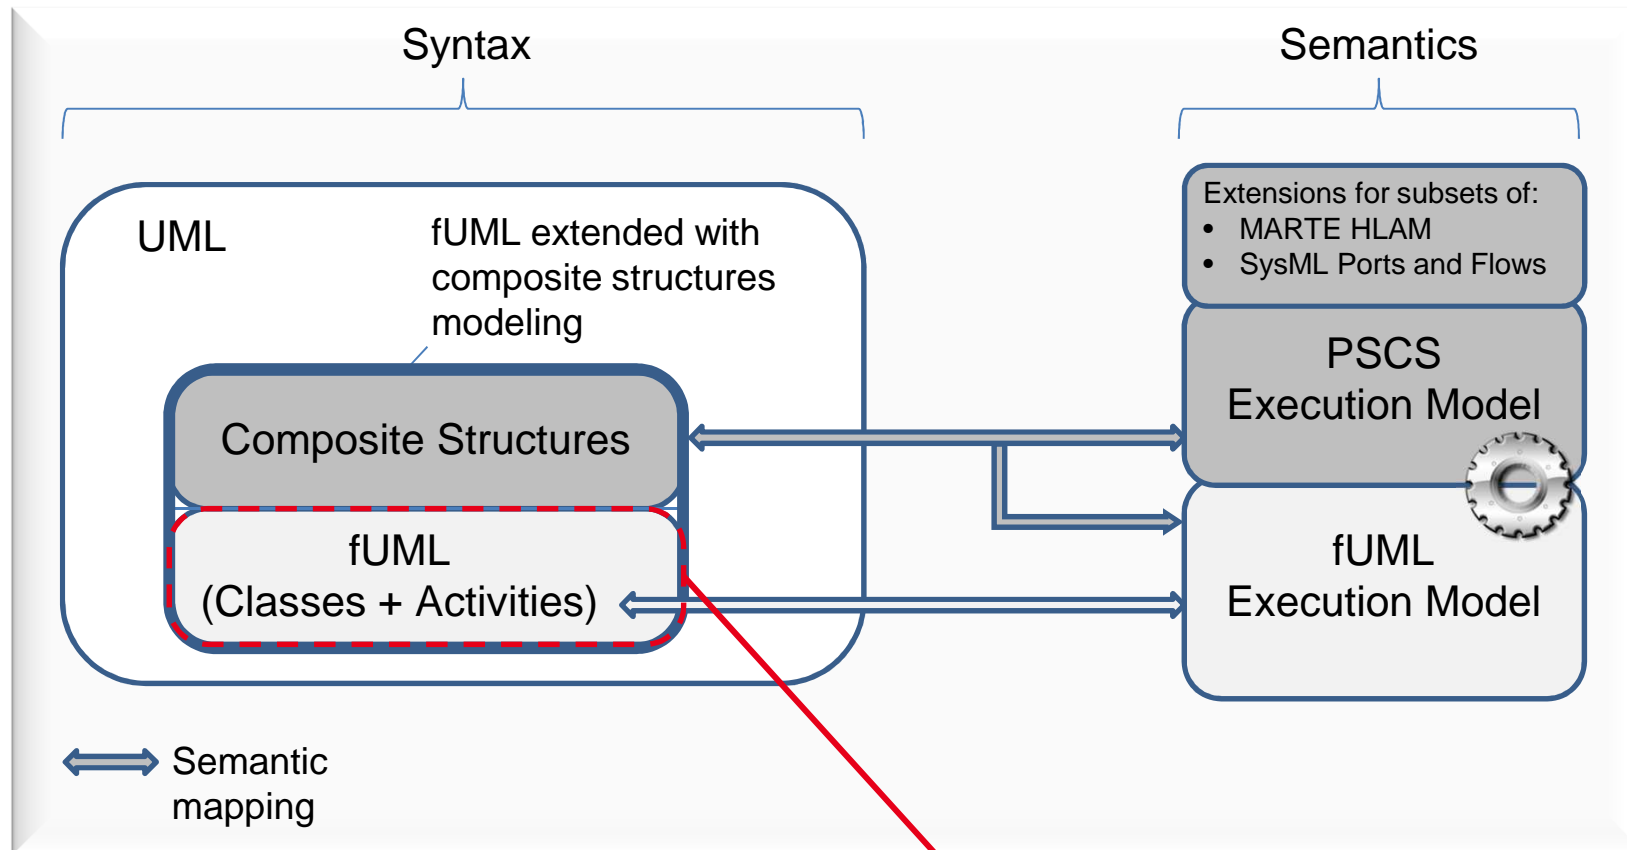 Syntax
Semantics
UML
fUML extended with
composite structures
modeling
Composite Structures
fUML
(Classes + Activities)
Extensions for subsets of:
• MARTE HLAM
• SysML Ports and Flows
PSCS
Execution Model
fUML
Execution Model
Semantic
mapping